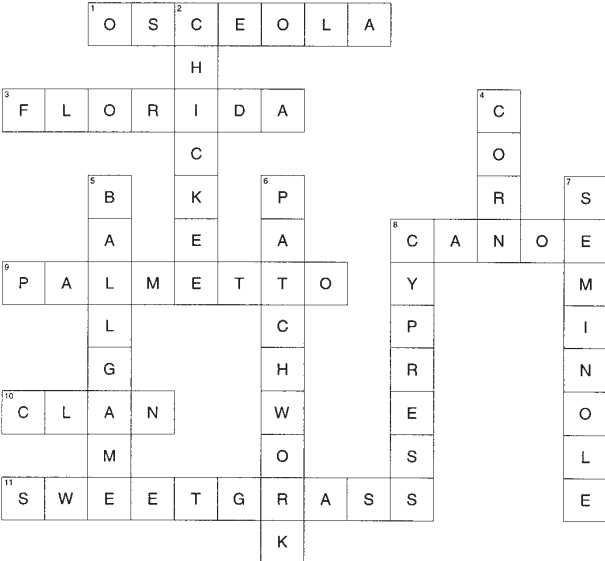 1 O S 2 C E O L A
H
3 F L O R I D A 4 C
C O
5 B K 6 P R 7 S
A E A 8 C A N O E
9 P A L M E T T O Y M
L C P I
G H R N
10 C L A N W E O
M O S L
11 S W E E T G R A S S E
K